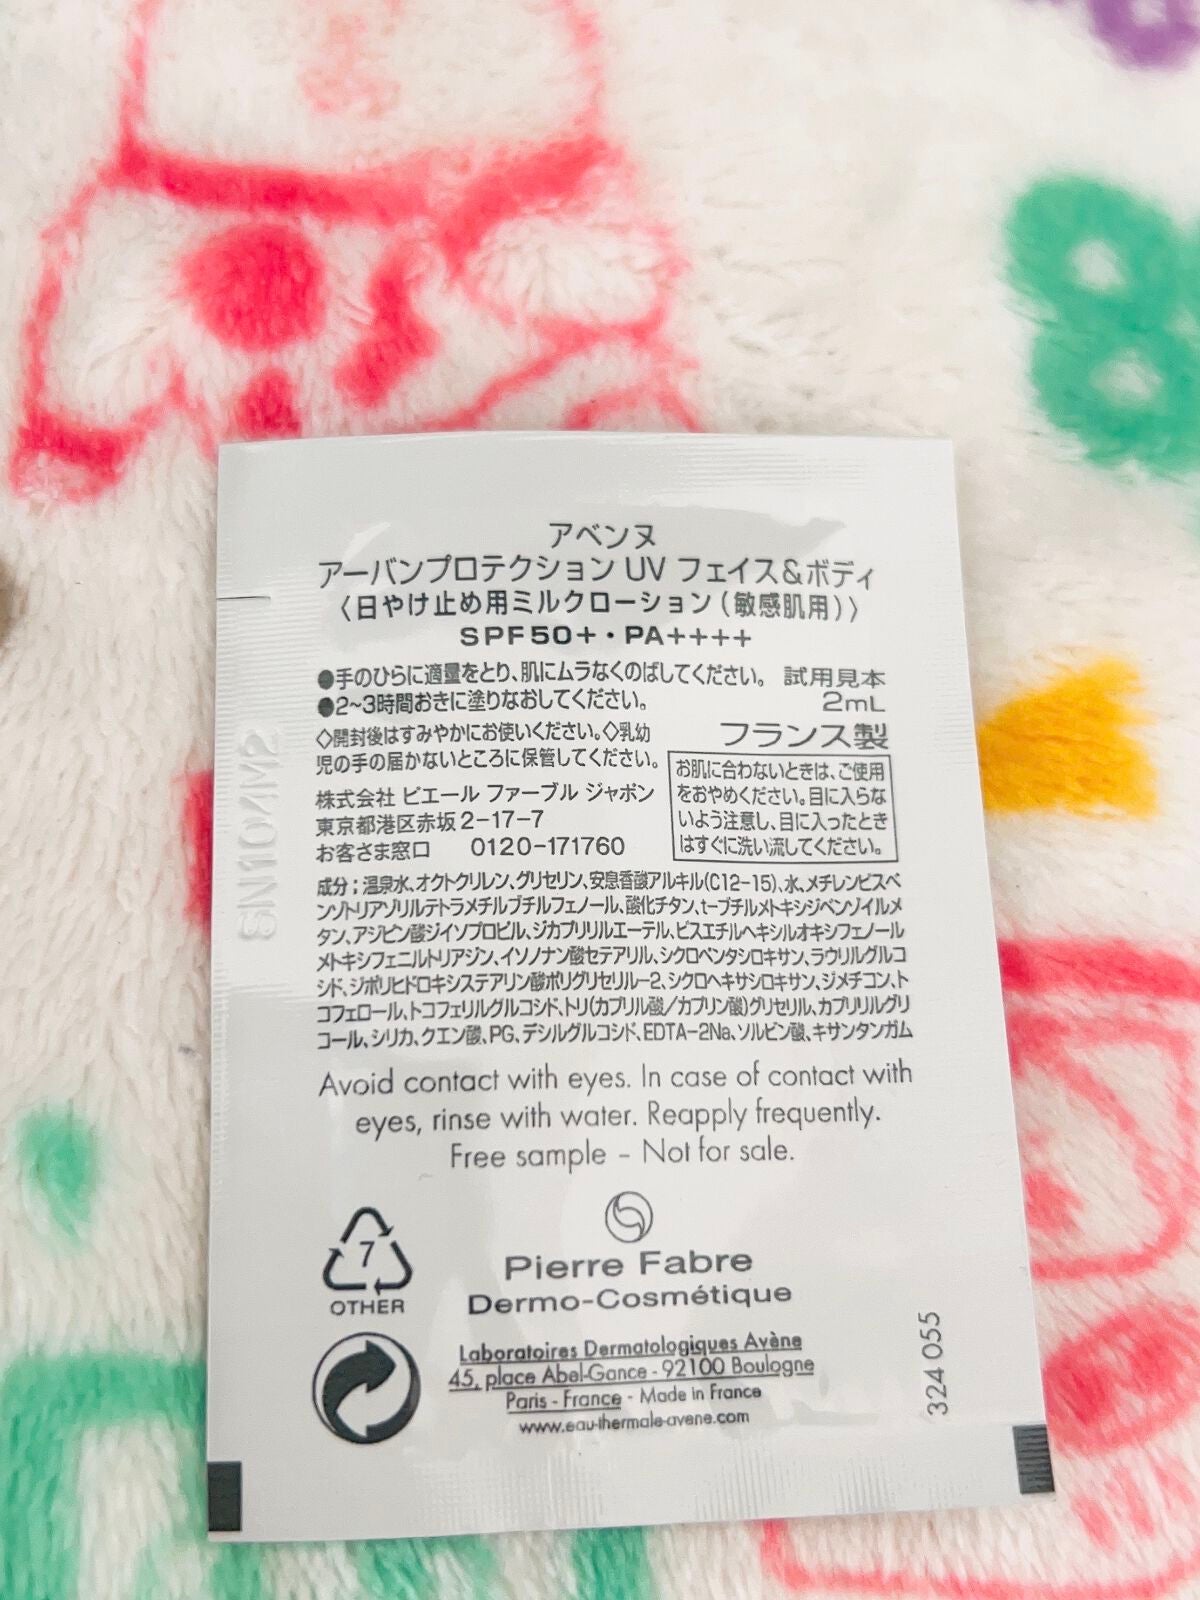 アベンヌ
アーバンプロテクション UV フェイス&ボディ
〈日やけ止め用ミルクローション(敏感肌用)〉
SPF50+・PA++++
●手のひらに適量をとり、肌にムラなくのばしてください。
●2~3時間おきに塗りなおしてください。
試用見本
2mL
フランス製
◇開封後はすみやかにお使いください。◇乳幼
児の手の届かないところに保管してください。
株式会社 ピエール ファーブル ジャポン
東京都港区赤坂2-17-7
お客さま窓口 0120-171760
お肌に合わないときは、ご使用
をおやめください。目に入らな
いよう注意し、目に入ったとき
はすぐに洗い流してください。
成分;温泉水、オクトクリレン、グリセリン、安息香酸アルキル(C12-15)、水、メチレンビスベ
ンゾトリアゾリルテトラメチルブチルフェノール、酸化チタン、t-ブチルメトキシジベンゾイルメ
タン、アジピン酸ジイソプロピル、ジカプリリルエーテル、ビスエチルヘキシルオキシフェノール
メトキシフェニルトリアジン、イソノナン酸セテアリル、シクロペンタシロキサン、ラウリルグルコ
シド、ジポリヒドロキシステアリン酸ポリグリセリル-2、シクロヘキサシロキサン、ジメチコン、ト
コフェロール、トコフェリルグルコシド、トリ(カプリル酸/カプリン酸)グリセリル、カプリリルグリ
コール、シリカ、クエン酸、PG、デシルグルコシド、EDTA-2Na、ソルビン酸、キサンタンガム
Avoid contact with eyes. In case of contact with
eyes, rinse with water. Reapply frequently.
Free sample - Not for sale.
7
OTHER
Pierre Fabre
Dermo-Cosmétique
Laboratoires Dermatologiques Avène
45, place Abel-Gance - 92100 Boulogne
Paris - France - Made in France
www.eau-thermale-avene.com
324 055